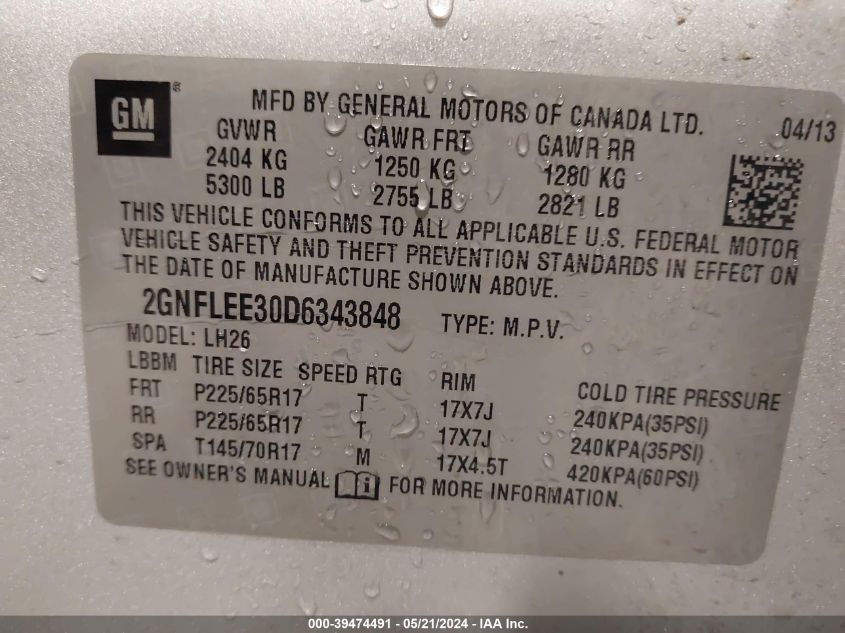 GM ®
MFD BY GENERAL MOTORS OF CANADA LTD. 04/13
GVWR GAWR FRT GAWR RR
2404 KG 1250 KG 1280 KG
5300 LB 2755 LB 2821 LB
THIS VEHICLE CONFORMS TO ALL APPLICABLE U.S. FEDERAL MOTOR
VEHICLE SAFETY AND THEFT PREVENTION STANDARDS IN EFFECT ON
THE DATE OF MANUFACTURE SHOWN ABOVE.
2GNFLEE30D6343848 TYPE: M.P.V.
MODEL: LH26
LBBM TIRE SIZE SPEED RTG RIM COLD TIRE PRESSURE
FRT P225/65R17 T 17X7J 240KPA(35PSI)
RR P225/65R17 T 17X7J 240KPA(35PSI)
SPA T145/70R17 M 17X4.5T 420KPA(60PSI)
SEE OWNER'S MANUAL i FOR MORE INFORMATION.
000-39474491 - 05/21/2024 - IAA Inc.